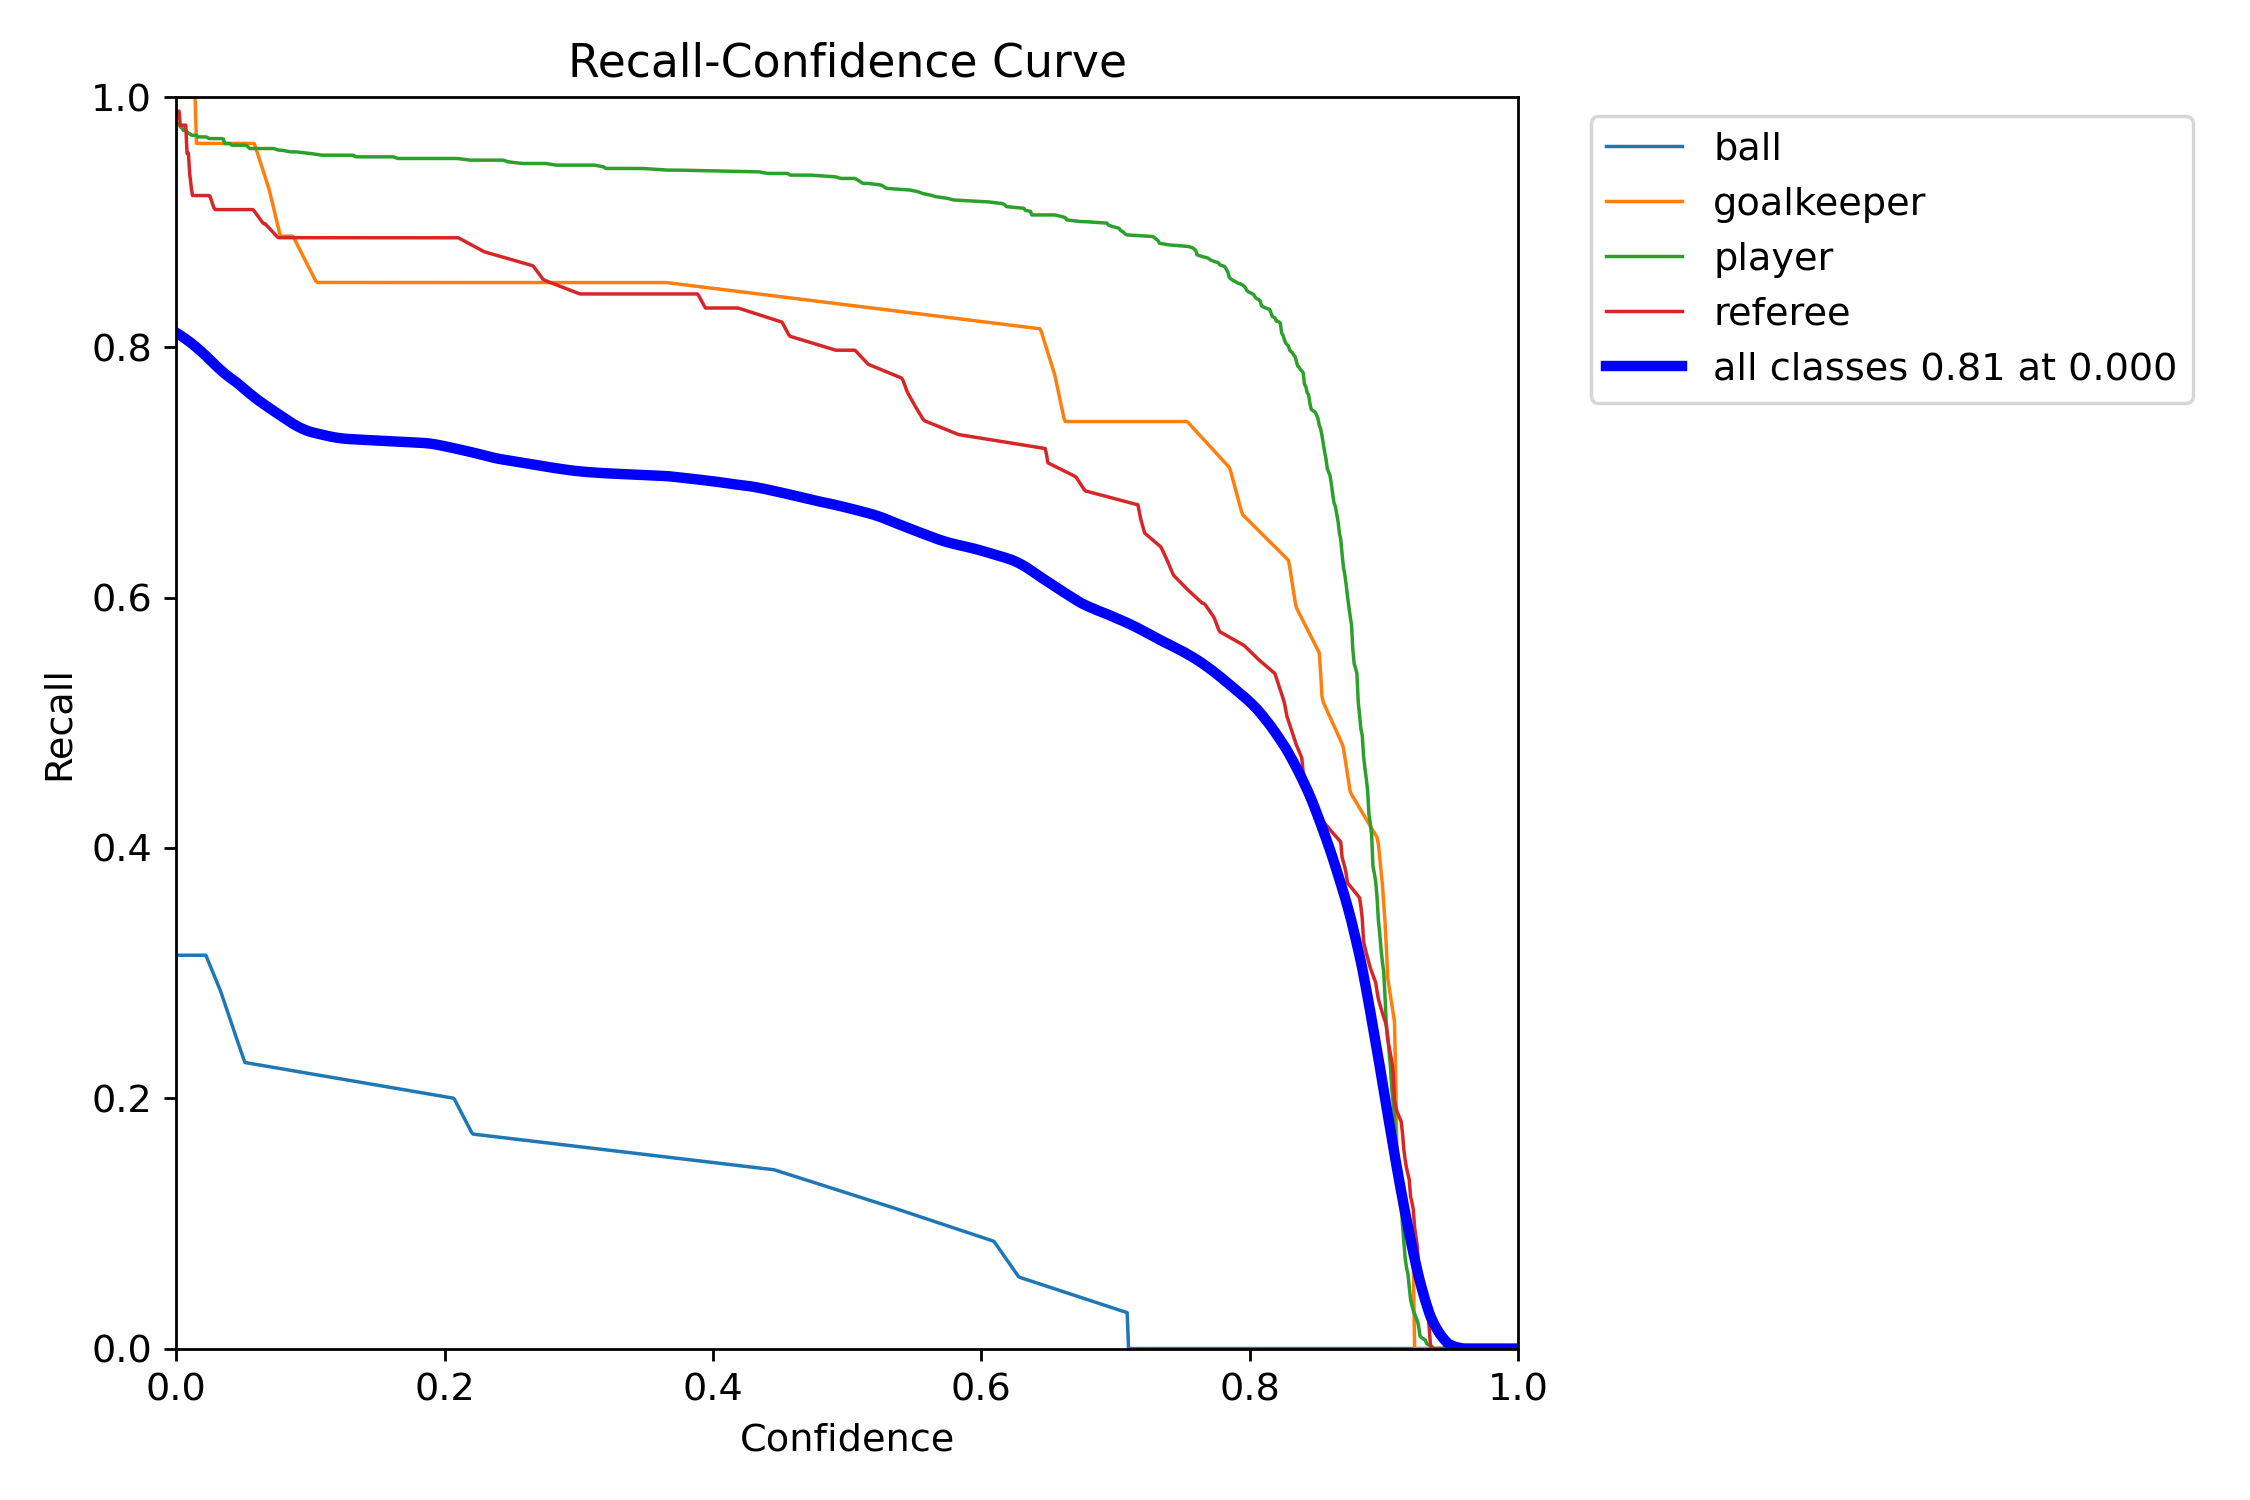 Recall-Confidence Curve
1.0
0.8
0.6
0.4
0.2
0.0
Recall
0.0 0.2 0.4 0.6 0.8 1.0
Confidence
ball
goalkeeper
player
referee
all classes 0.81 at 0.000